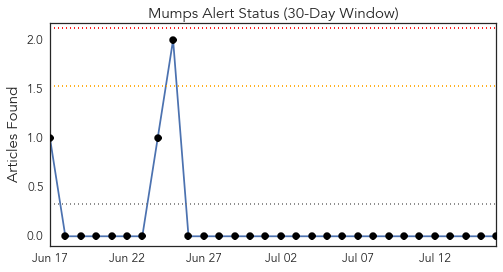 Mumps Alert Status (30-Day Window)
2.0
1.5
1.0
0.5
0.0
Articles Found
Jun 17 Jun 22 Jun 27 Jul 02 Jul 07 Jul 12